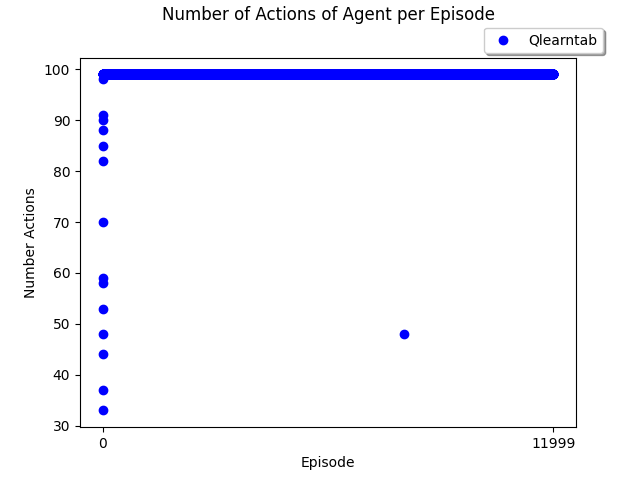 Number of Actions of Agent per Episode
Qlearntab
100
90
80
70
60
50
40
30
Number Actions
0
11999
Episode